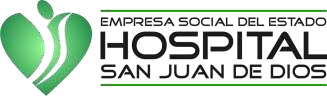 EMPRESA SOCIAL DEL ESTADO
HOSPITAL
SAN JUAN DE DIOS